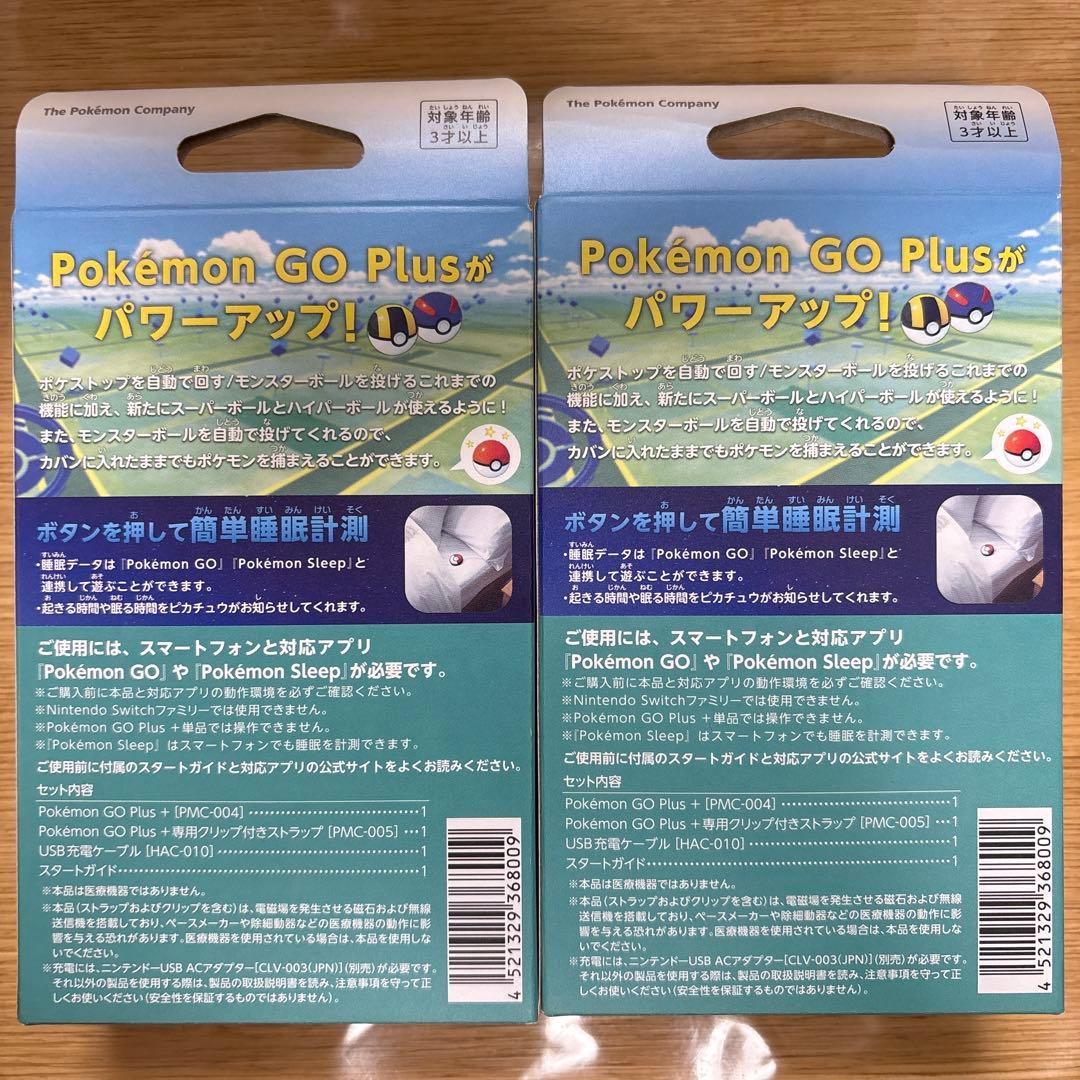 The Pokémon Company
対象年齢
3才以上
Pokémon GO Plusが
パワーアップ!
ポケストップを自動で回す/モンスターボールを投げるこれまでの
機能に加え、新たにスーパーボールとハイパーボールが使えるように!
また、モンスターボールを自動で投げてくれるので、
カバンに入れたままでもポケモンを捕まえることができます。
ボタンを押して簡単睡眠計測
・睡眠データは『Pokémon GO』『Pokémon Sleep』と
連携して遊ぶことができます。
・起きる時間や眠る時間をピカチュウがお知らせしてくれます。
ご使用には、スマートフォンと対応アプリ
『Pokémon GO』や『Pokémon Sleep』が必要です。
※ご購入前に本品と対応アプリの動作環境を必ずご確認ください。
※Nintendo Switchファミリーでは使用できません。
※Pokémon GO Plus +単品では操作できません。
※『Pokémon Sleep』はスマートフォンでも睡眠を計測できます。
ご使用前に付属のスタートガイドと対応アプリの公式サイトをよくお読みください。
セット内容
Pokémon GO Plus + [PMC-004] ……………………………1
Pokémon GO Plus +専用クリップ付きストラップ [PMC-005] …1
USB充電ケーブル [HAC-010]…………………………………1
スタートガイド……………………………………………………1
※本品は医療機器ではありません。
※本品(ストラップおよびクリップを含む)は、電磁場を発生させる磁石および無線
送信機を搭載しており、ペースメーカーや除細動器などの医療機器の動作に影
響を与える恐れがあります。医療機器を使用されている場合は、本品を使用しな
いでください。
※充電には、ニンテンドーUSB ACアダプター[CLV-003(JPN)](別売)が必要です。
それ以外の製品を使用する際は、製品の取扱説明書を読み、注意事項を守って正
しくお使いください(安全性を保証するものではありません)。
4 521329 368009
The Pokémon Company
対象年齢
3才以上
Pokémon GO Plusが
パワーアップ!
ポケストップを自動で回す/モンスターボールを投げるこれまでの
機能に加え、新たにスーパーボールとハイパーボールが使えるように!
また、モンスターボールを自動で投げてくれるので、
カバンに入れたままでもポケモンを捕まえることができます。
ボタンを押して簡単睡眠計測
・睡眠データは『Pokémon GO』『Pokémon Sleep』と
連携して遊ぶことができます。
・起きる時間や眠る時間をピカチュウがお知らせしてくれます。
ご使用には、スマートフォンと対応アプリ
『Pokémon GO』や『Pokémon Sleep』が必要です。
※ご購入前に本品と対応アプリの動作環境を必ずご確認ください。
※Nintendo Switchファミリーでは使用できません。
※Pokémon GO Plus +単品では操作できません。
※『Pokémon Sleep』はスマートフォンでも睡眠を計測できます。
ご使用前に付属のスタートガイドと対応アプリの公式サイトをよくお読みください。
セット内容
Pokémon GO Plus + [PMC-004] ……………………………1
Pokémon GO Plus +専用クリップ付きストラップ [PMC-005] …1
USB充電ケーブル [HAC-010]…………………………………1
スタートガイド……………………………………………………1
※本品は医療機器ではありません。
※本品(ストラップおよびクリップを含む)は、電磁場を発生させる磁石および無線
送信機を搭載しており、ペースメーカーや除細動器などの医療機器の動作に影
響を与える恐れがあります。医療機器を使用されている場合は、本品を使用しな
いでください。
※充電には、ニンテンドーUSB ACアダプター[CLV-003(JPN)](別売)が必要です。
それ以外の製品を使用する際は、製品の取扱説明書を読み、注意事項を守って正
しくお使いください(安全性を保証するものではありません)。
4 521329 368009